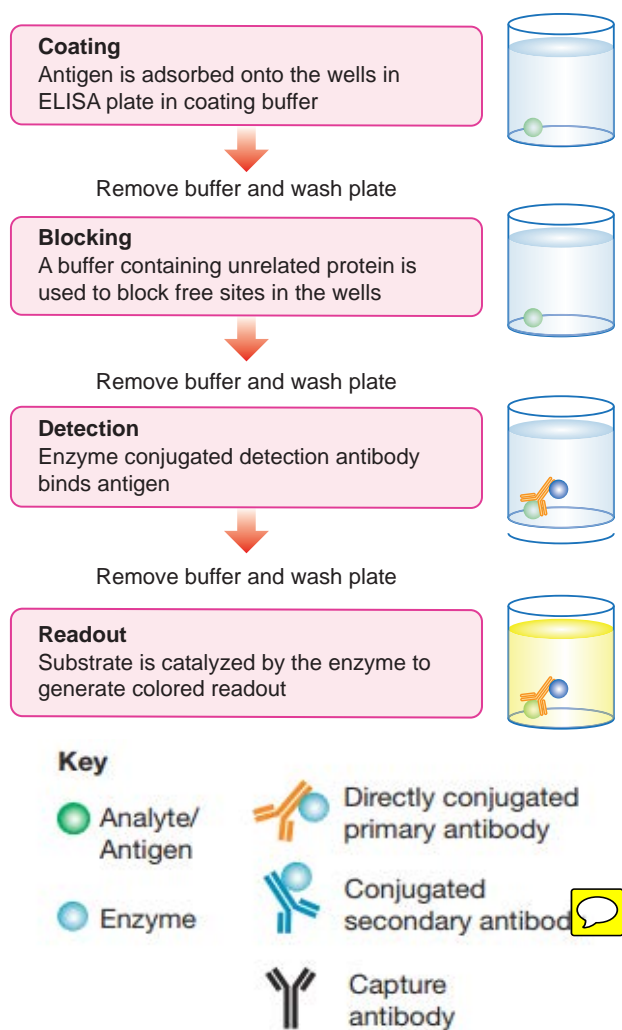 Coating
Antigen is adsorbed onto the wells in
ELISA plate in coating buffer
Remove buffer and wash plate
Blocking
A buffer containing unrelated protein is
used to block free sites in the wells
Remove buffer and wash plate
Detection
Enzyme conjugated detection antibody
binds antigen
Remove buffer and wash plate
Readout
Substrate is catalyzed by the enzyme to
generate colored readout
Key
Analyte/
Antigen
Enzyme
Directly conjugated
primary antibody
Conjugated
secondary antibod
Capture
antibody